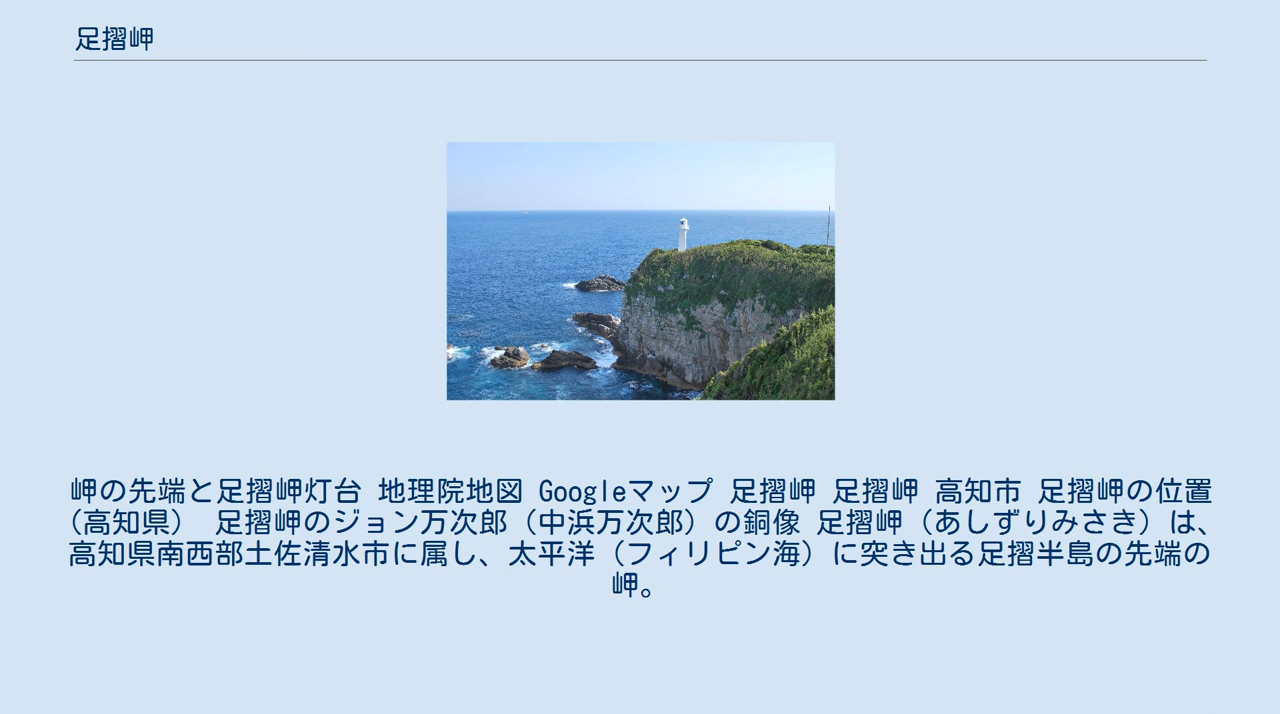 足摺岬
岬の先端と足摺岬灯台 地理院地図 Googleマップ 足摺岬 足摺岬 高知市 足摺岬の位置
（高知県） 足摺岬のジョン万次郎（中浜万次郎）の銅像 足摺岬（あしずりみさき）は、
高知県南西部土佐清水市に属し、太平洋（フィリピン海）に突き出る足摺半島の先端の
岬。